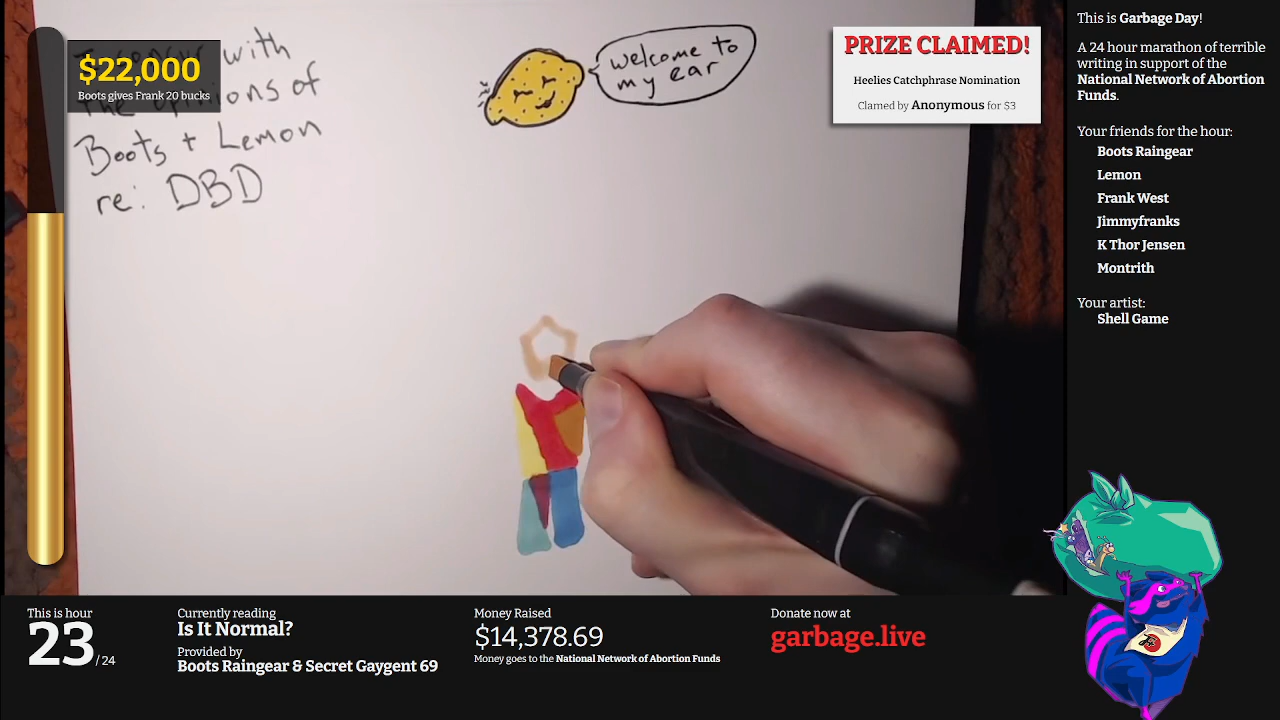 with
$22,000
Boots gives Frank 20 bucks
of
Boots + Lemon
re: DBD
welcome to
my ear
PRIZE CLAIMED!
Heelies Catchphrase Nomination
Clamed by Anonymous for $3
This is Garbage Day!
A 24 hour marathon of terrible
writing in support of the
National Network of Abortion
Funds.
Your friends for the hour:
Boots Raingear
Lemon
Frank West
Jimmyfranks
K Thor Jensen
Montrith
Your artist:
Shell Game
This is hour
23 / 24
Currently reading
Is It Normal?
Provided by
Boots Raingear & Secret Gaygent 69
Money Raised
$14,378.69
Money goes to the National Network of Abortion Funds
Donate now at
garbage.live